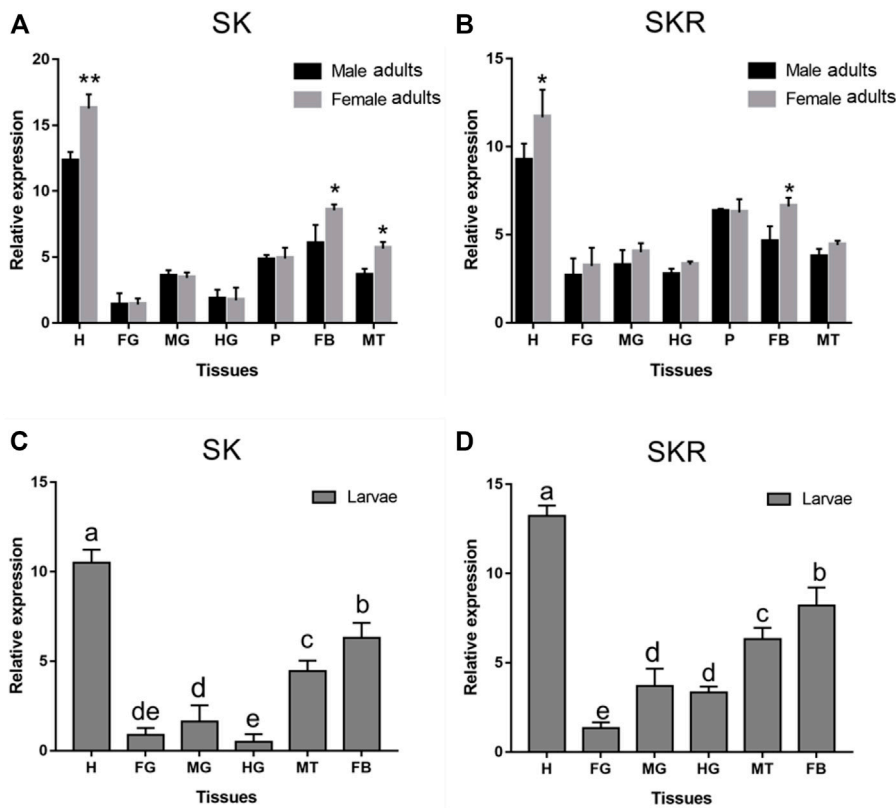 A
SK
20
15
10
5
0
Relative expression
Male adults
Female adults
**
*
*
H FG MG HG P FB MT
Tissues
B
SKR
15
10
5
0
Relative expression
Male adults
Female adults
*
*
H FG MG HG P FB MT
Tissues
C
SK
15
10
5
0
Relative expression
Larvae
a
de
d
e
c
b
H FG MG HG MT FB
Tissues
D
SKR
15
10
5
0
Relative expression
Larvae
a
e
d
d
c
b
H FG MG HG MT FB
Tissues